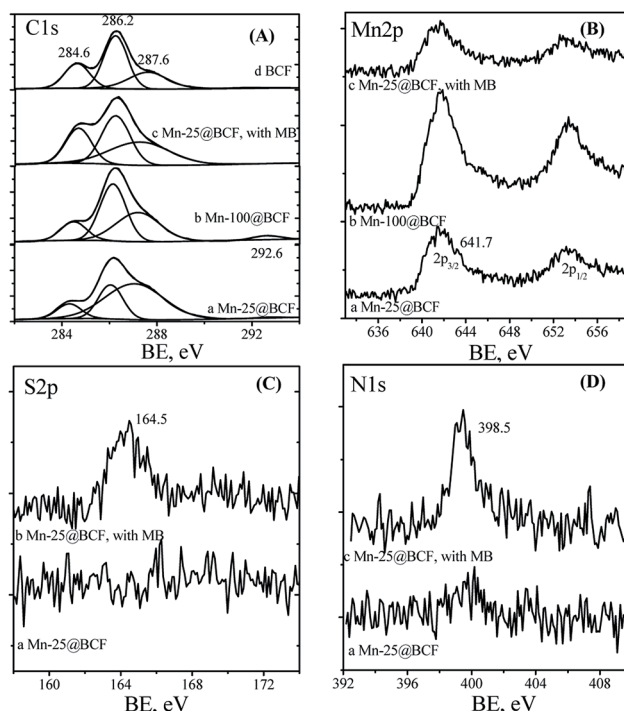 C1s
286.2
(A)
284.6
287.6
d BCF
c Mn-25@BCF, with MB
b Mn-100@BCF
292.6
a Mn-25@BCF
284 288 292
BE, eV
Mn2p
(B)
c Mn-25@BCF, with MB
b Mn-100@BCF
641.7
2p3/2
2p1/2
a Mn-25@BCF
636 640 644 648 652 656
BE, eV
S2p
(C)
164.5
b Mn-25@BCF, with MB
a Mn-25@BCF
160 164 168 172
BE, eV
N1s
(D)
398.5
c Mn-25@BCF, with MB
a Mn-25@BCF
392 396 400 404 408
BE, eV